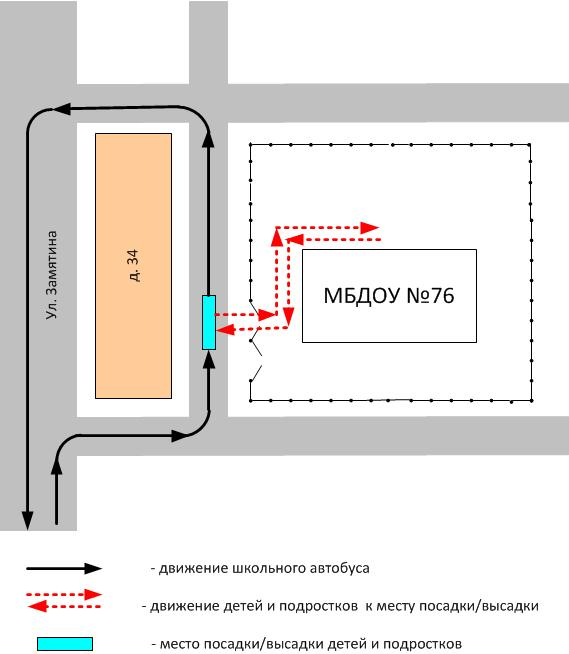 Ул. Замятина
д. 34
МБДОУ №76
- движение школьного автобуса
- движение детей и подростков к месту посадки/высадки
- место посадки/высадки детей и подростков